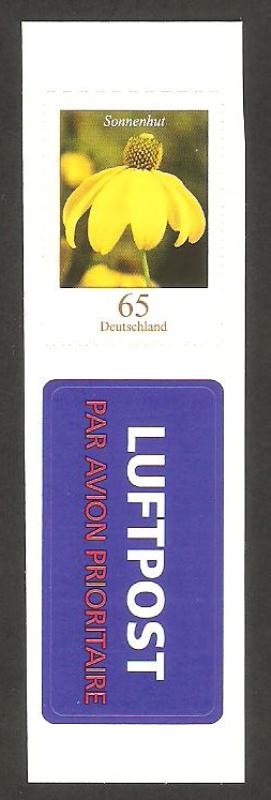 Sonnenhut
65
Deutschland
LUFTPOST
PAR AVION PRIORITAIRE